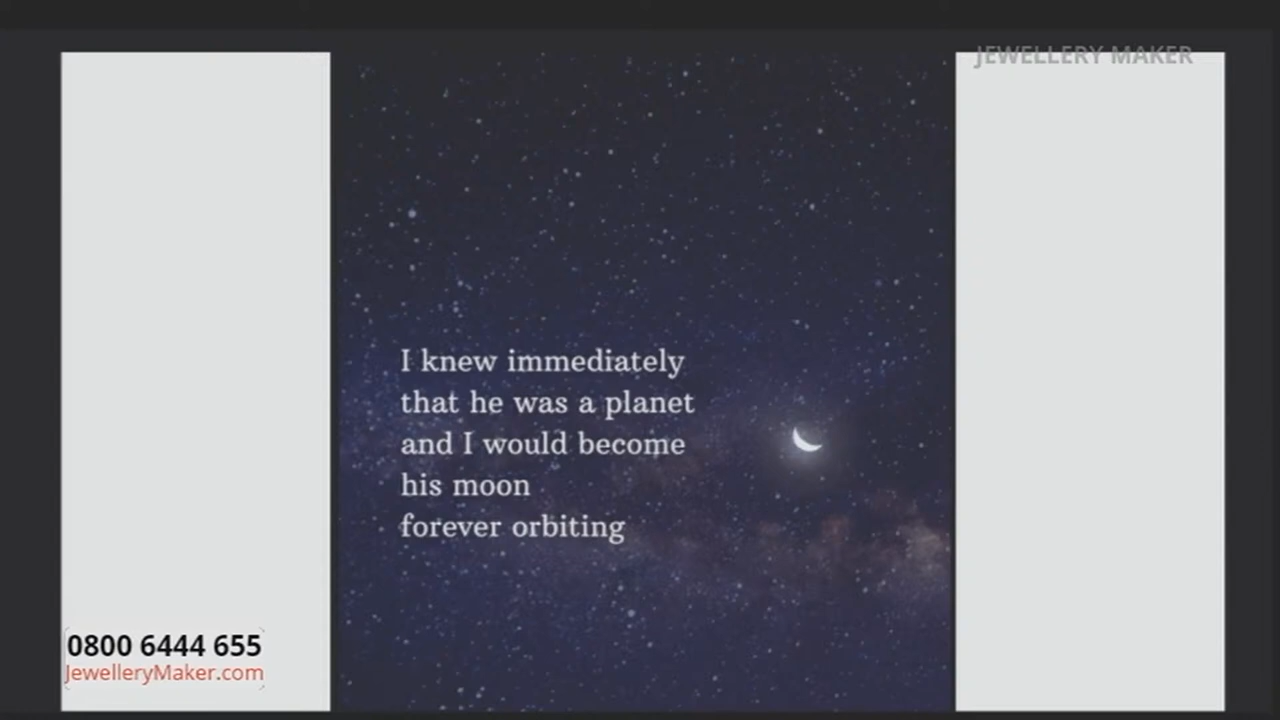 JEWELLERY MAKER
I knew immediately
that he was a planet
and I would become
his moon
forever orbiting
0800 6444 655
JewelleryMaker.com